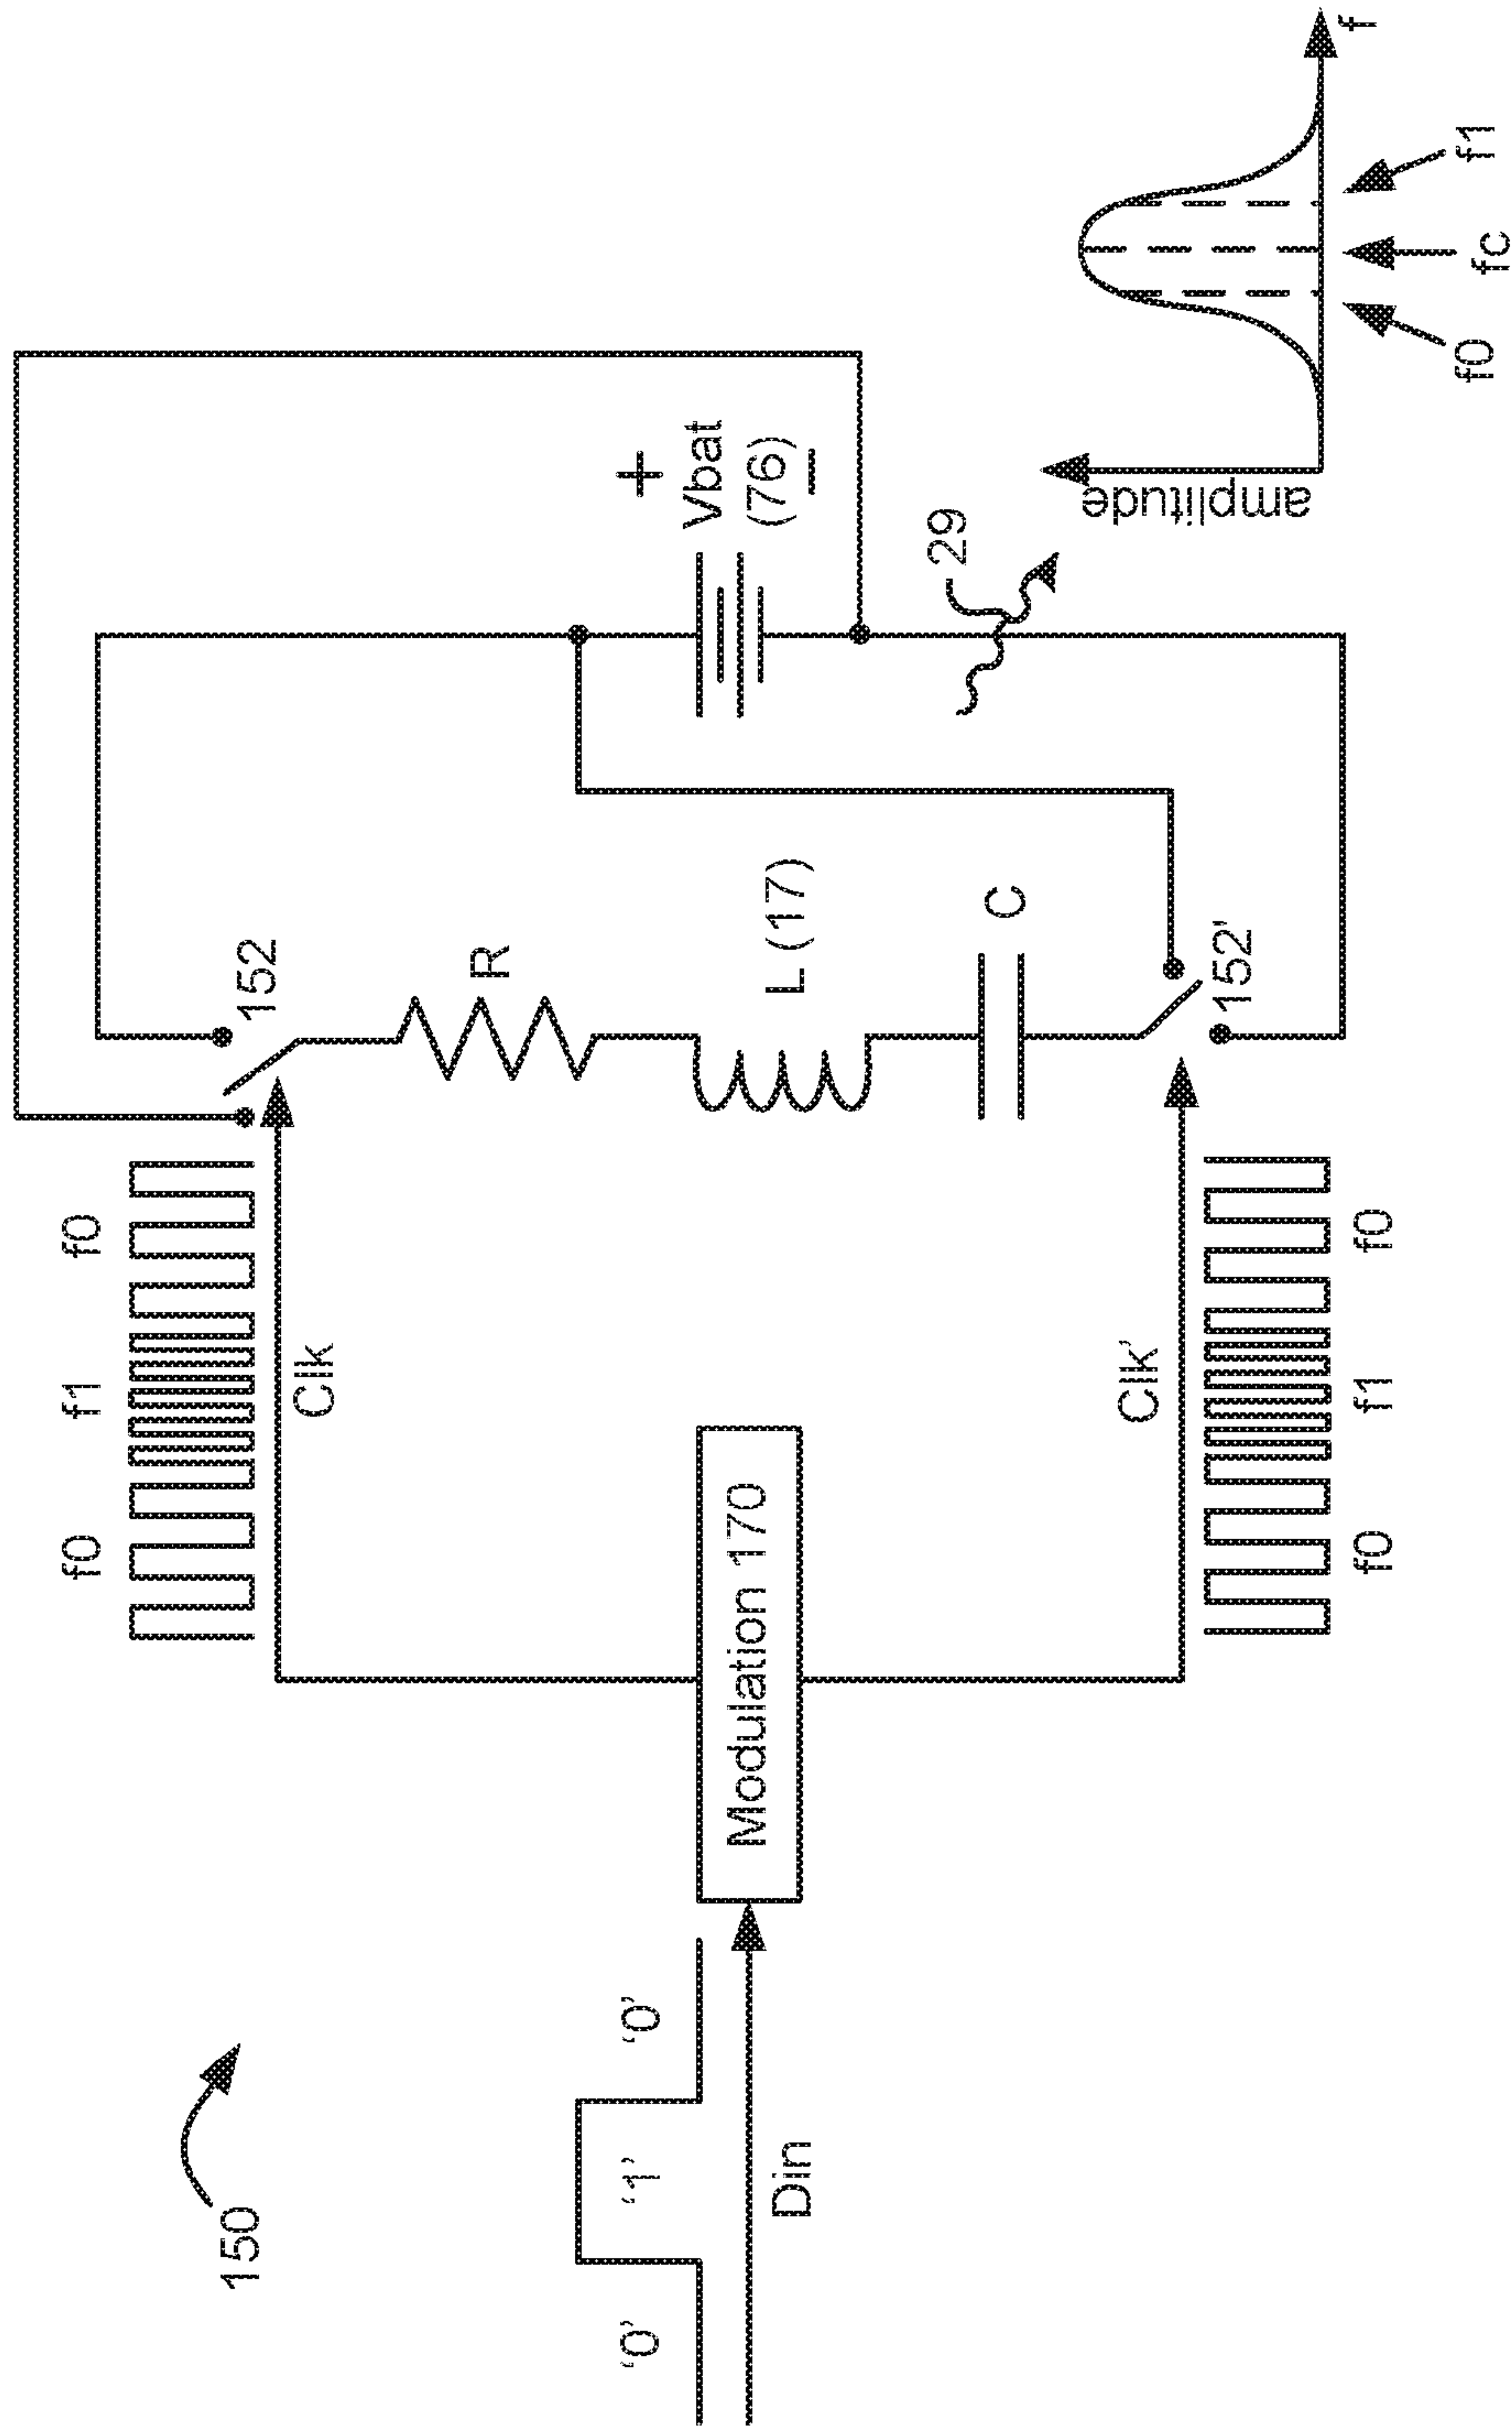 150
'0'
'1'
'0'
Din
Modulation 170
f0
f1
f0
Clk
Clk'
f0
f1
f0
152
R
L (17)
C
152'
+
Vbat
(76)
–
29
amplitude
f
f0
fc
f1